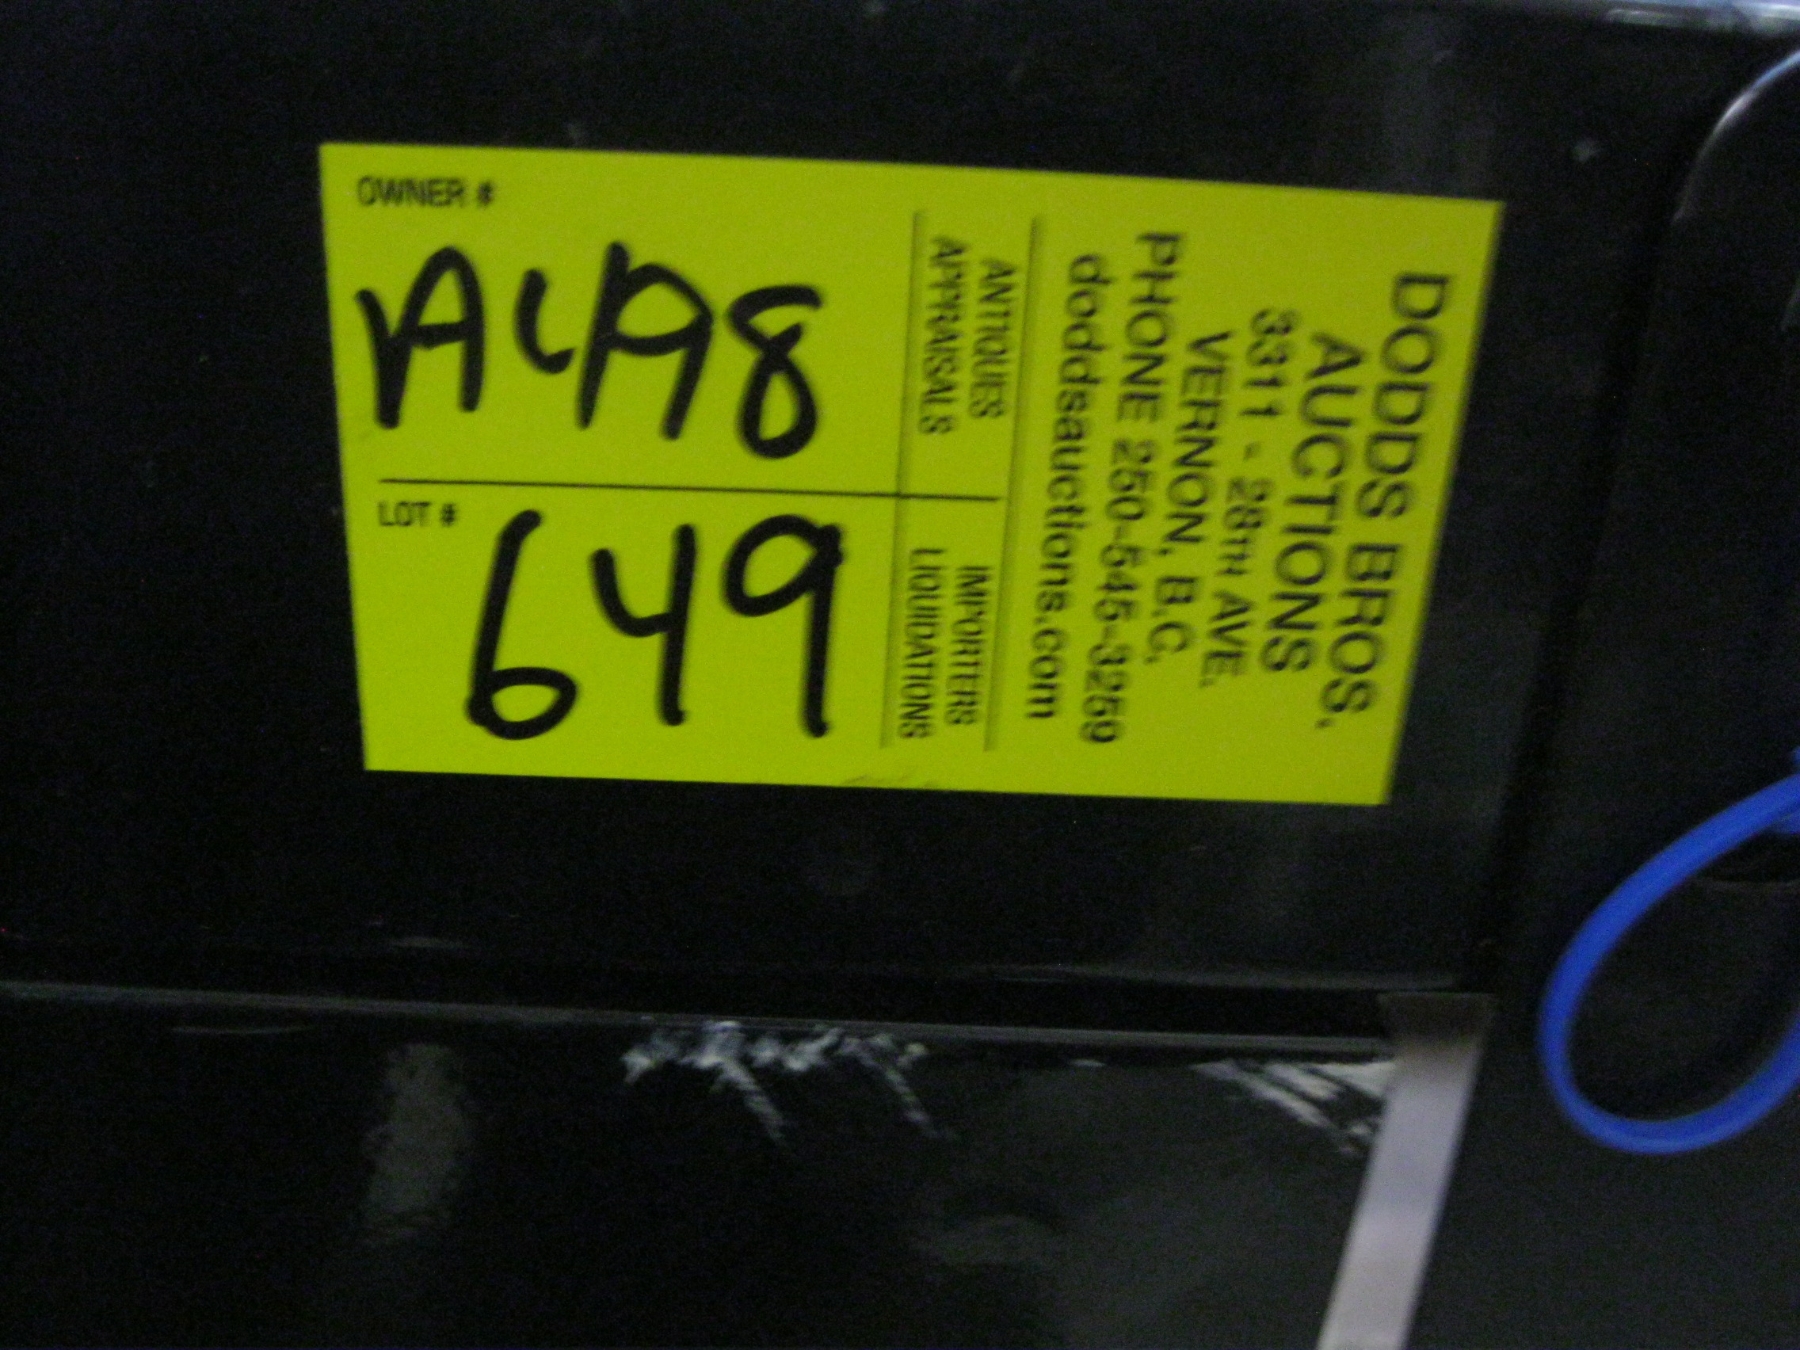 OWNER #
A498
LOT #
649
ANTIQUES
APPRAISALS
IMPORTERS
LIQUIDATIONS
DODDS BROS.
AUCTIONS
3311 - 28TH AVE.
VERNON, B.C.
PHONE 250-545-3259
doddsauctions.com